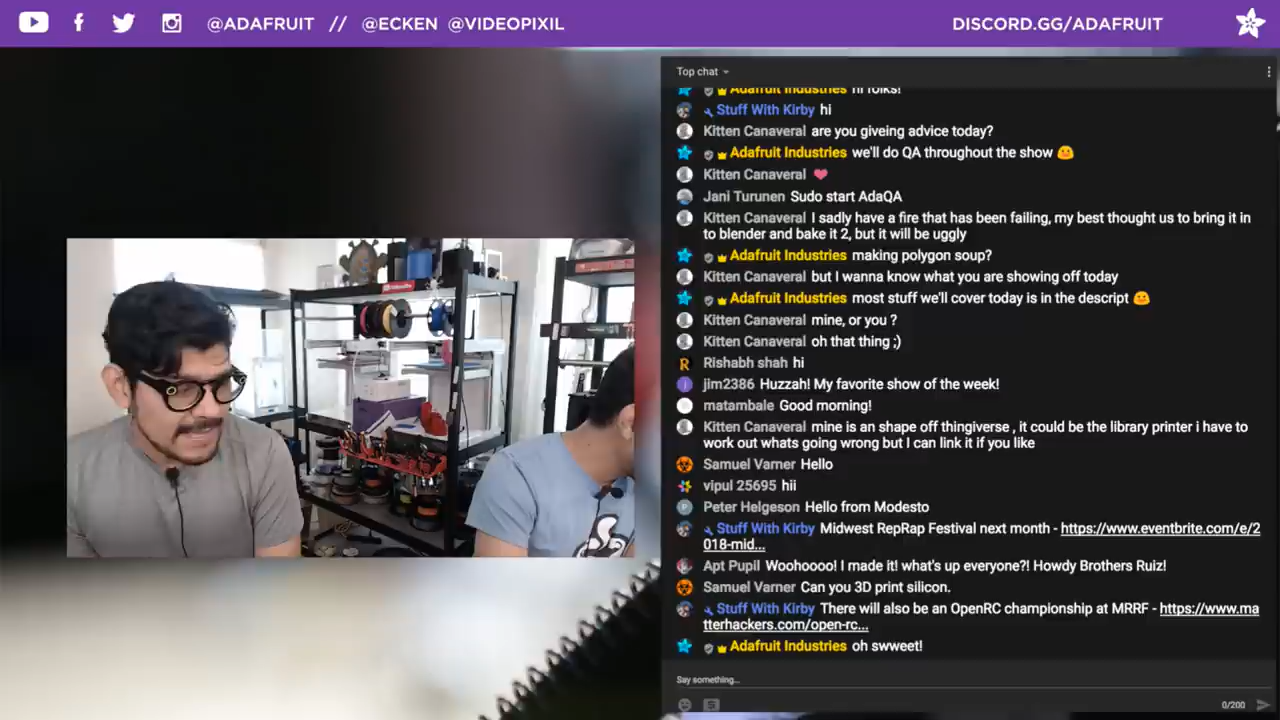 @ADAFRUIT // @ECKEN @VIDEOPIXIL
DISCORD.GG/ADAFRUIT
Top chat
Adafruit Industries hi folks!
Stuff With Kirby hi
Kitten Canaveral are you giveing advice today?
Adafruit Industries we'll do QA throughout the show
Kitten Canaveral
Jani Turunen Sudo start AdaQA
Kitten Canaveral I sadly have a fire that has been failing, my best thought us to bring it in
to blender and bake it 2, but it will be uggly
Adafruit Industries making polygon soup?
Kitten Canaveral but I wanna know what you are showing off today
Adafruit Industries most stuff we'll cover today is in the descript
Kitten Canaveral mine, or you ?
Kitten Canaveral oh that thing ;)
Rishabh shah hi
jim2386 Huzzah! My favorite show of the week!
matambale Good morning!
Kitten Canaveral mine is an shape off thingiverse , it could be the library printer i have to
work out whats going wrong but I can link it if you like
Samuel Varner Hello
vipul 25695 hii
Peter Helgeson Hello from Modesto
Stuff With Kirby Midwest RepRap Festival next month - https://www.eventbrite.com/e/2
018-mid...
Apt Pupil Woohoooo! I made it! what's up everyone?! Howdy Brothers Ruiz!
Samuel Varner Can you 3D print silicon.
Stuff With Kirby There will also be an OpenRC championship at MRRF - https://www.ma
tterhackers.com/open-rc...
Adafruit Industries oh swweet!
Say something...
0/200